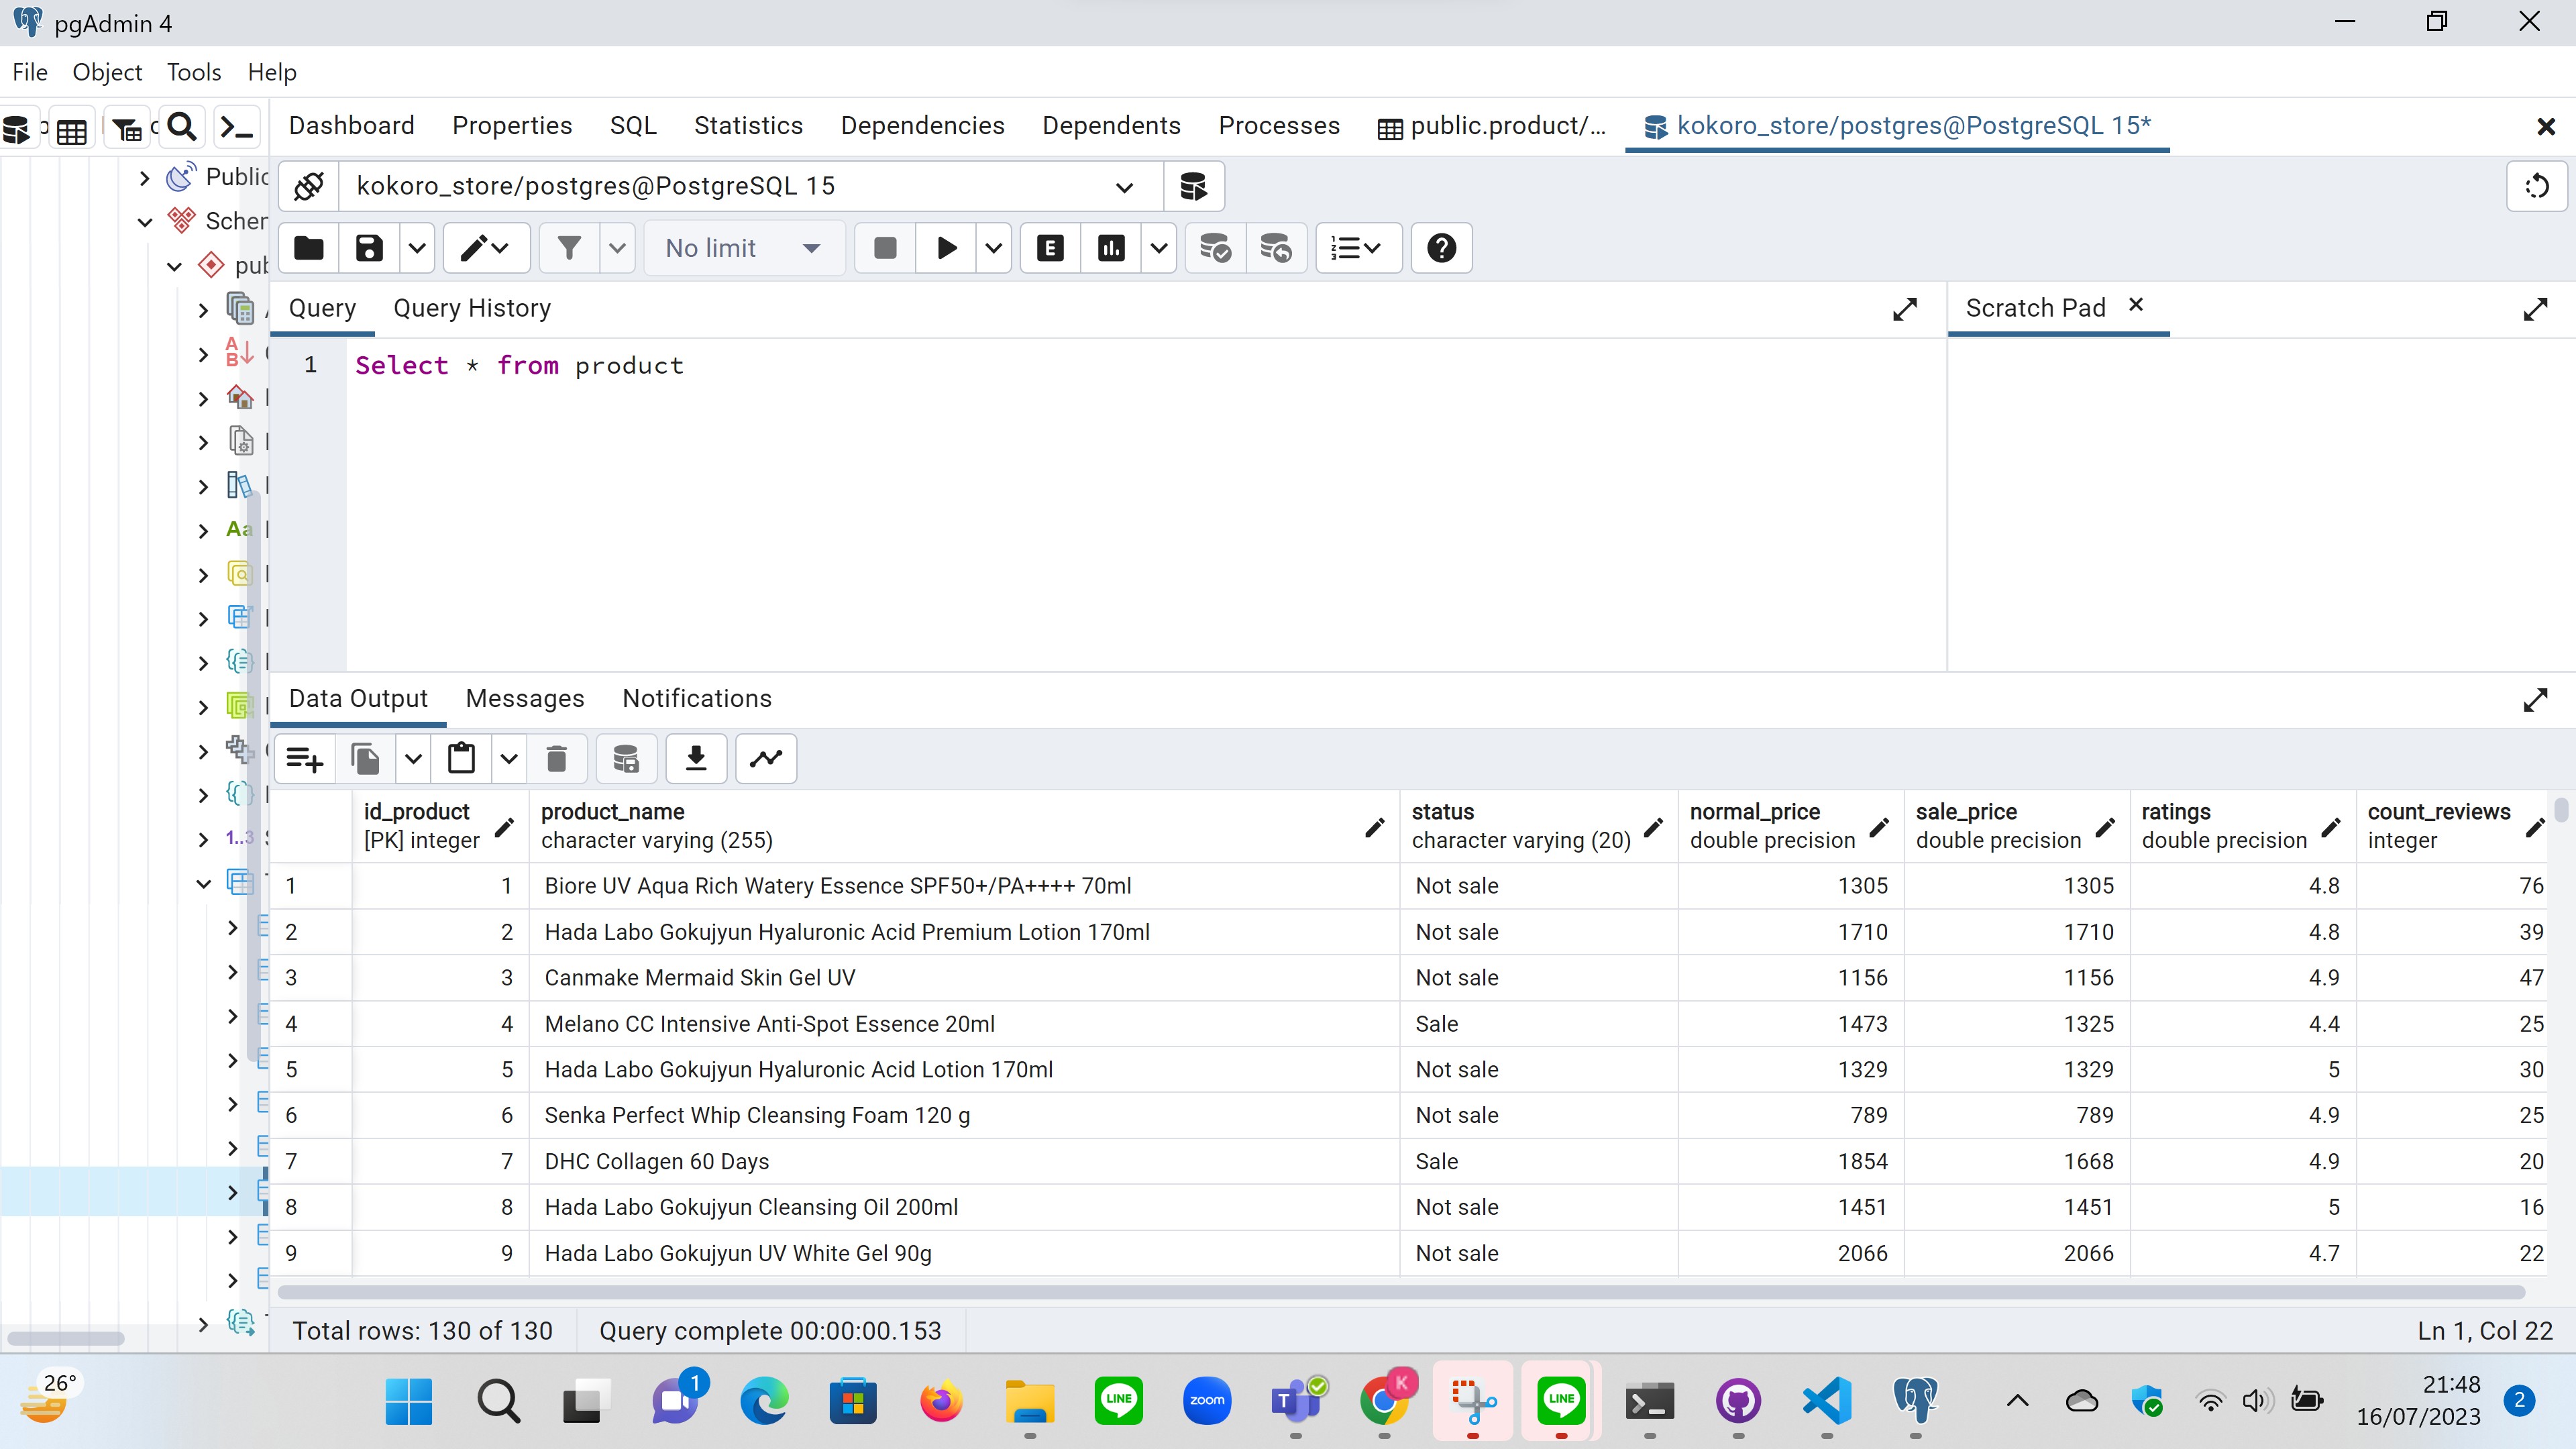 pgAdmin 4
File Object Tools Help
Dashboard Properties SQL Statistics Dependencies Dependents Processes public.product/... kokoro_store/postgres@PostgreSQL 15*
Public
kokoro_store/postgres@PostgreSQL 15
No limit
E
Query Query History
Scratch Pad
1 Select * from product
Aa
1..3
Data Output Messages Notifications
id_product product_name status normal_price sale_price ratings count_reviews
[PK] integer character varying (255) character varying (20) double precision double precision double precision integer
1 1 Biore UV Aqua Rich Watery Essence SPF50+/PA++++ 70ml Not sale 1305 1305 4.8 76
2 2 Hada Labo Gokujyun Hyaluronic Acid Premium Lotion 170ml Not sale 1710 1710 4.8 39
3 3 Canmake Mermaid Skin Gel UV Not sale 1156 1156 4.9 47
4 4 Melano CC Intensive Anti-Spot Essence 20ml Sale 1473 1325 4.4 25
5 5 Hada Labo Gokujyun Hyaluronic Acid Lotion 170ml Not sale 1329 1329 5 30
6 6 Senka Perfect Whip Cleansing Foam 120 g Not sale 789 789 4.9 25
7 7 DHC Collagen 60 Days Sale 1854 1668 4.9 20
8 8 Hada Labo Gokujyun Cleansing Oil 200ml Not sale 1451 1451 5 16
9 9 Hada Labo Gokujyun UV White Gel 90g Not sale 2066 2066 4.7 22
Total rows: 130 of 130 Query complete 00:00:00.153 Ln 1, Col 22
26° 1 LINE zoom T K LINE 21:48
16/07/2023 2